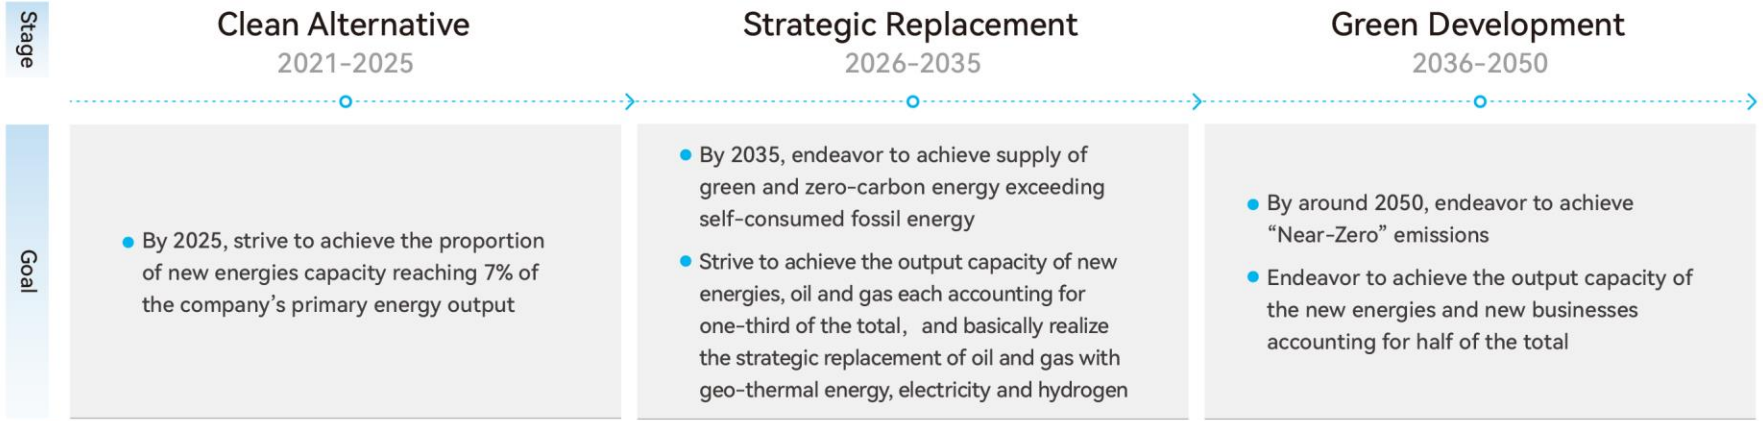 Stage
Clean Alternative
2021-2025
Strategic Replacement
2026-2035
Green Development
2036-2050
Goal
By 2025, strive to achieve the proportion
of new energies capacity reaching 7% of
the company’s primary energy output
By 2035, endeavor to achieve supply of
green and zero-carbon energy exceeding
self-consumed fossil energy
Strive to achieve the output capacity of new
energies, oil and gas each accounting for
one-third of the total, and basically realize
the strategic replacement of oil and gas with
geo-thermal energy, electricity and hydrogen
By around 2050, endeavor to achieve
“Near-Zero” emissions
Endeavor to achieve the output capacity of
the new energies and new businesses
accounting for half of the total